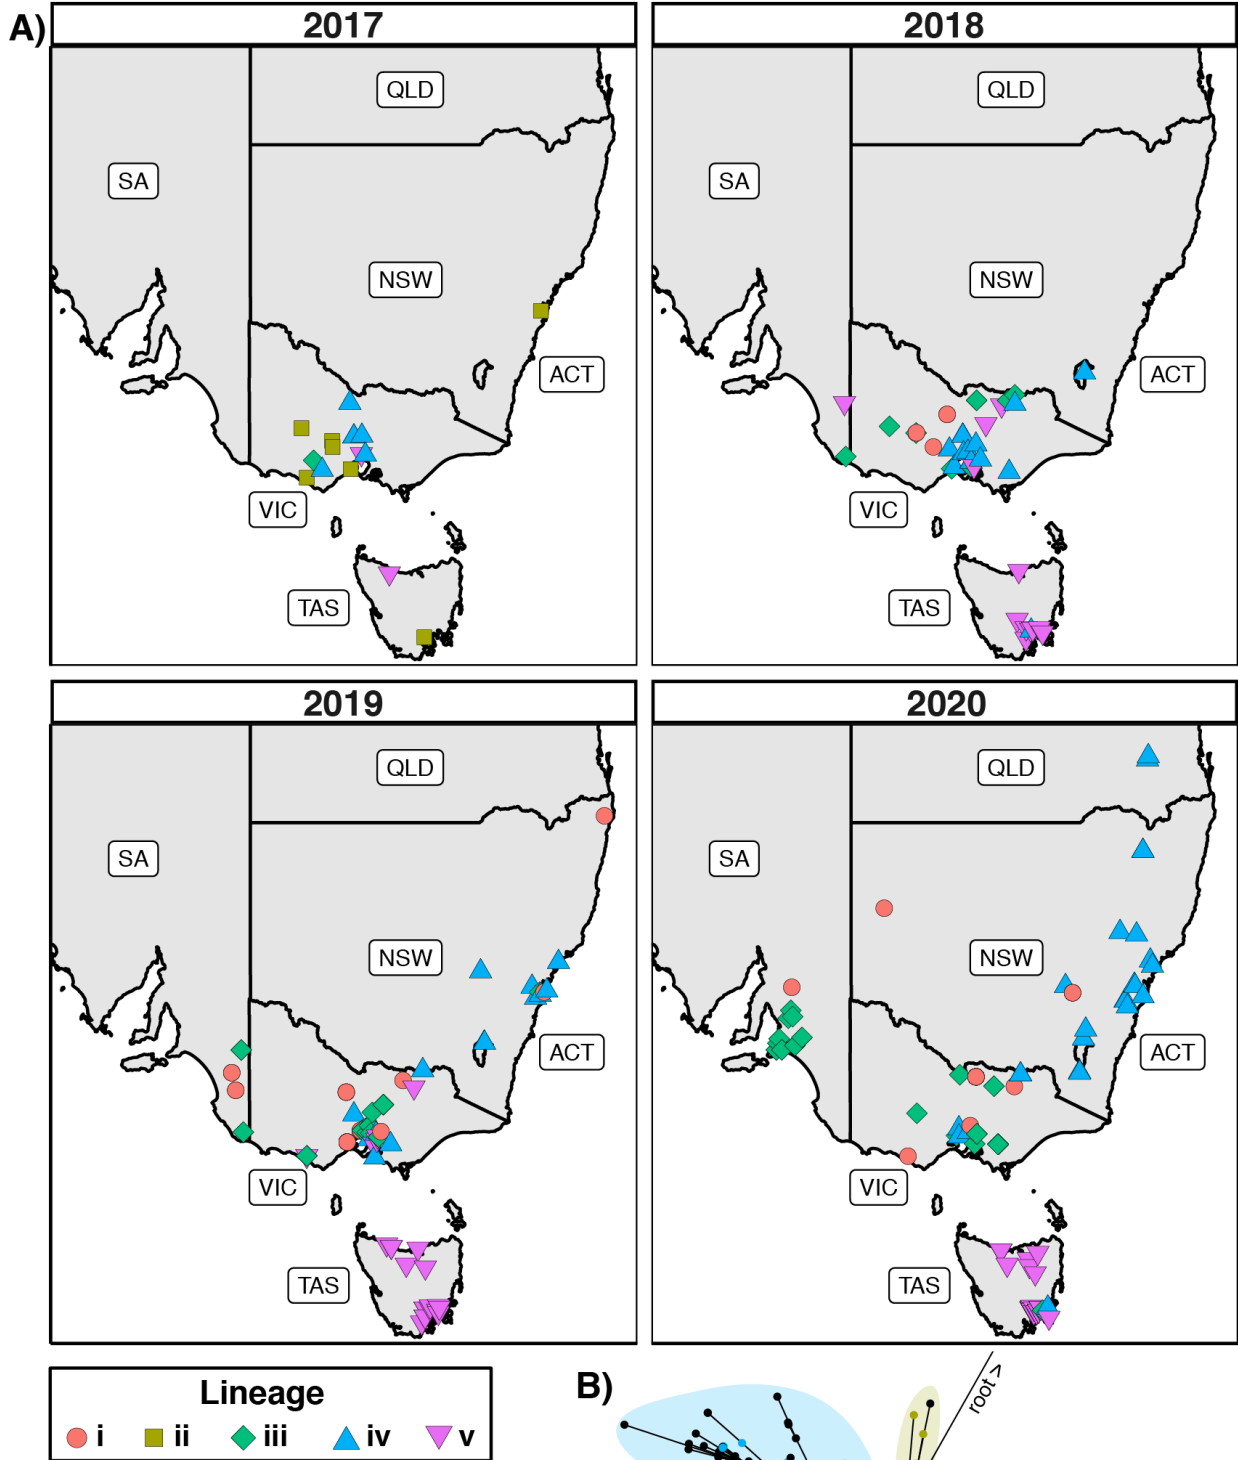 A)
2017
2018
QLD
QLD
SA
SA
NSW
NSW
ACT
ACT
VIC
VIC
TAS
TAS
2019
2020
QLD
QLD
SA
SA
NSW
NSW
ACT
ACT
VIC
VIC
TAS
TAS
Lineage
i ii iii iv v
B)
root >